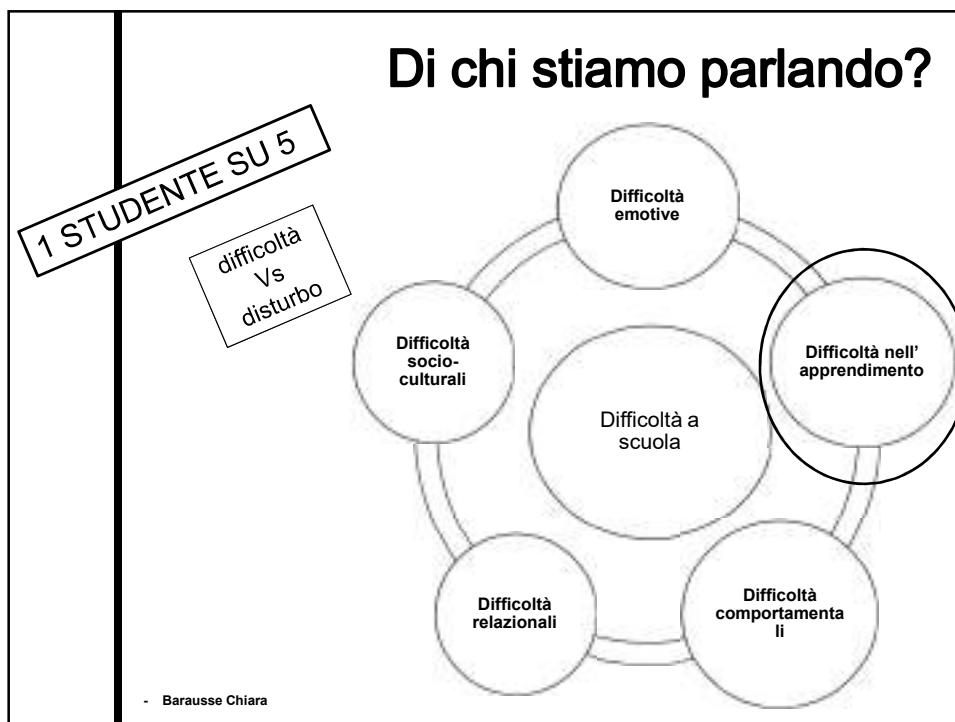 Di chi stiamo parlando?
1 STUDENTE SU 5
difficoltà
Vs
disturbo
Difficoltà
emotive
Difficoltà nell’
apprendimento
Difficoltà
comportamenta
li
Difficoltà
relazionali
Difficoltà
socio-
culturali
Difficoltà a
scuola
- Barausse Chiara